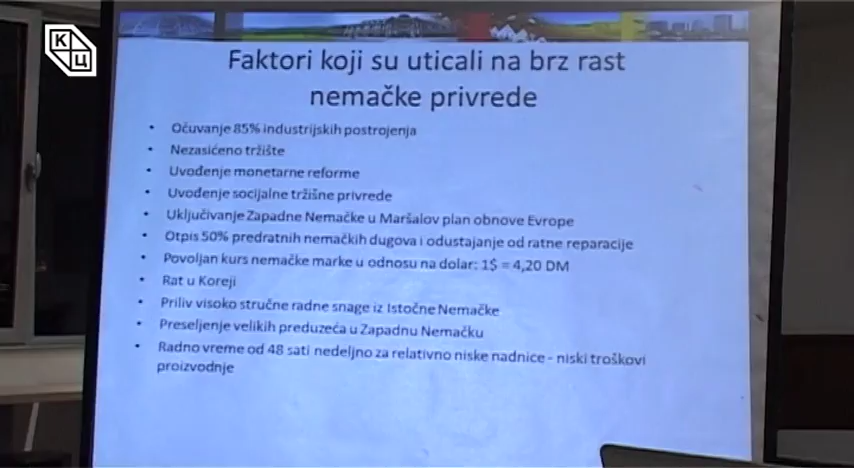 К
Ц
Faktori koji su uticali na brz rast
nemačke privrede
• Očuvanje 85% industrijskih postrojenja
• Nezasićeno tržište
• Uvođenje monetarne reforme
• Uvođenje socijalne tržišne privrede
• Uključivanje Zapadne Nemačke u Maršalov plan obnove Evrope
• Otpis 50% predratnih nemačkih dugova i odustajanje od ratne reparacije
• Povoljan kurs nemačke marke u odnosu na dolar: 1$ = 4,20 DM
• Rat u Koreji
• Priliv visoko stručne radne snage iz Istočne Nemačke
• Preseljenje velikih preduzeća u Zapadnu Nemačku
• Radno vreme od 48 sati nedeljno za relativno niske nadnice - niski troškovi
proizvodnje